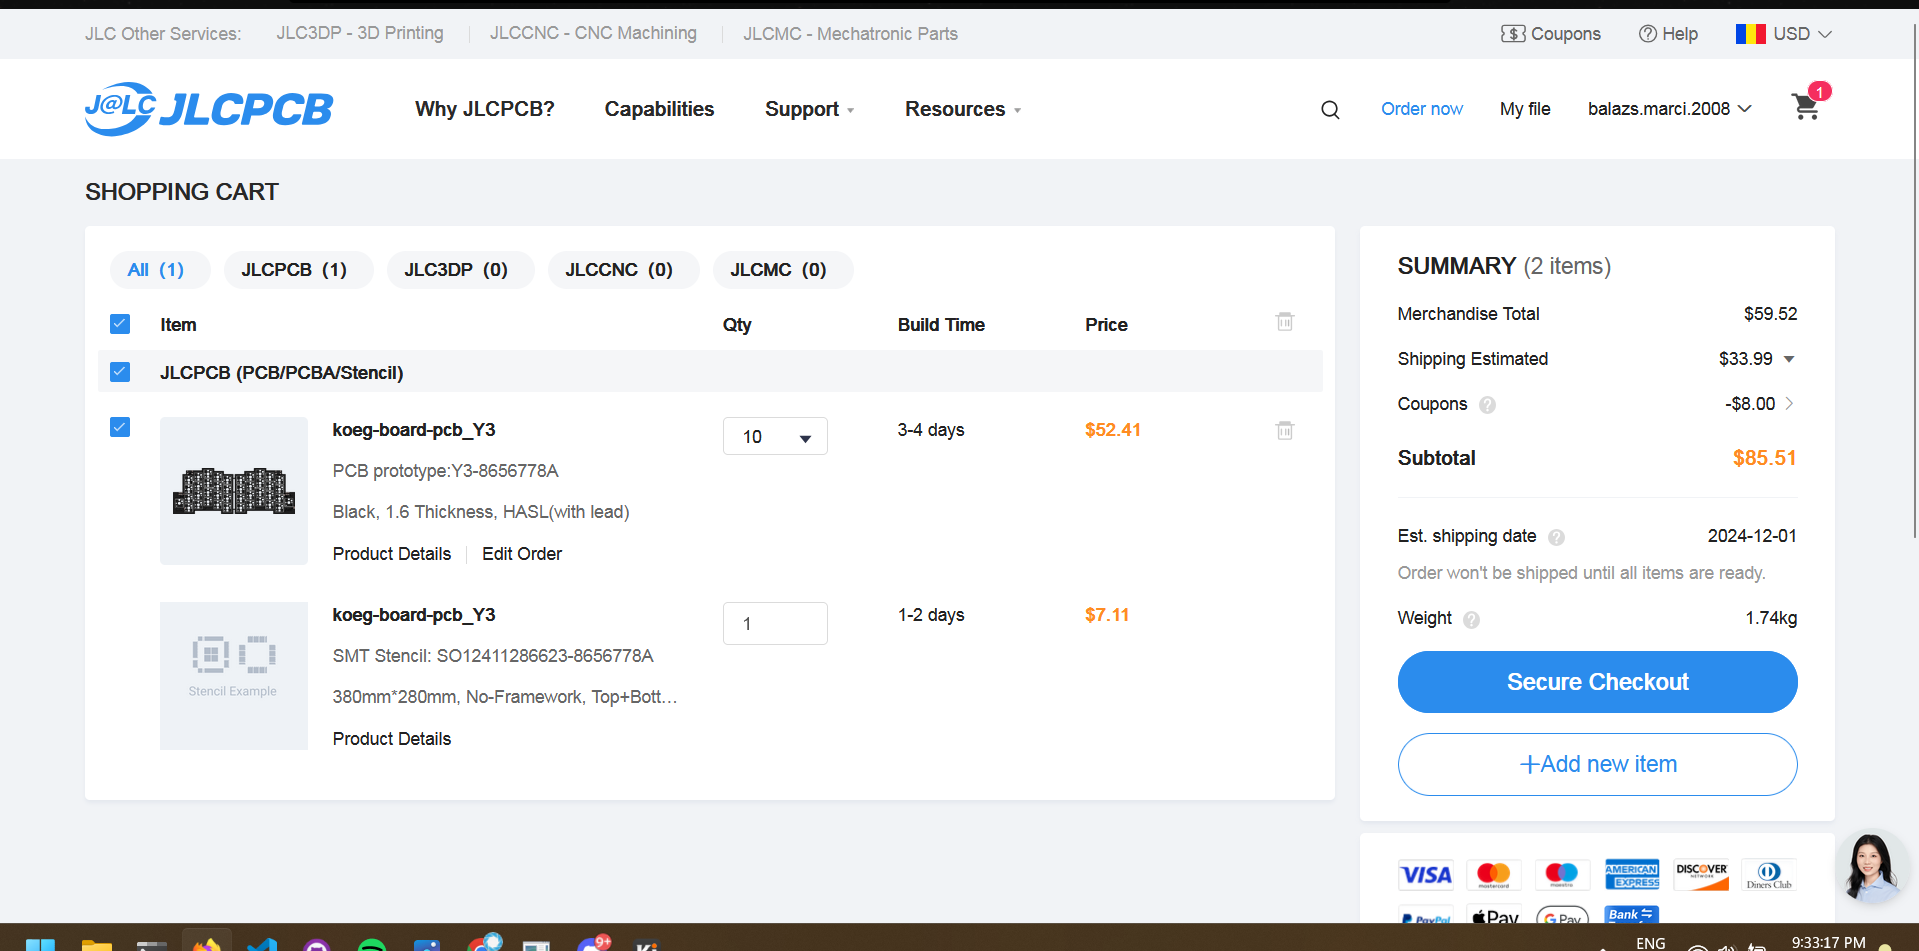 JLC Other Services:
JLC3DP - 3D Printing
JLCCNC - CNC Machining
JLCMC - Mechatronic Parts
Coupons
Help
USD
J@LC JLCPCB
Why JLCPCB?
Capabilities
Support
Resources
Order now
My file
balazs.marci.2008
1
SHOPPING CART
All (1)
JLCPCB (1)
JLC3DP (0)
JLCCNC (0)
JLCMC (0)
Item
Qty
Build Time
Price
JLCPCB (PCB/PCBA/Stencil)
koeg-board-pcb_Y3
10
3-4 days
$52.41
PCB prototype:Y3-8656778A
Black, 1.6 Thickness, HASL(with lead)
Product Details
Edit Order
koeg-board-pcb_Y3
1
1-2 days
$7.11
SMT Stencil: SO12411286623-8656778A
Stencil Example
380mm*280mm, No-Framework, Top+Bott...
Product Details
SUMMARY (2 items)
Merchandise Total
$59.52
Shipping Estimated
$33.99
Coupons ?
-$8.00
Subtotal
$85.51
Est. shipping date ?
2024-12-01
Order won't be shipped until all items are ready.
Weight ?
1.74kg
Secure Checkout
+Add new item
VISA
mastercard
maestro
AMERICAN EXPRESS
DISCOVER NETWORK
Diners Club
PayPal
Pay
G Pay
Bank
9+
Ki
ENG
9:33:17 PM